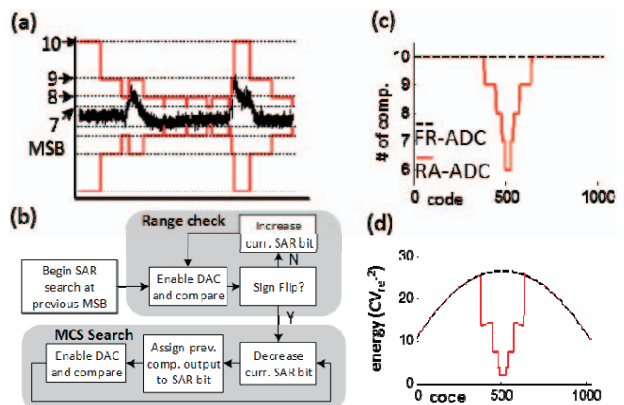 (a)
10
9
8
7
MSB
(b)
Range check
Begin SAR
search at
previous MSB
Enable DAC
and compare
Increase
curr. SAR bit
N
Sign Flip?
Y
MCS Search
Enable DAC
and compare
Assign prev.
comp. output
to SAR bit
Decrease
curr. SAR bit
(c)
# of comp.
10
9
8
7
6
FR-ADC
RA-ADC
0 code 500 1000
(d)
energy (CVre-2)
30
20
10
0
0 code 500 1000